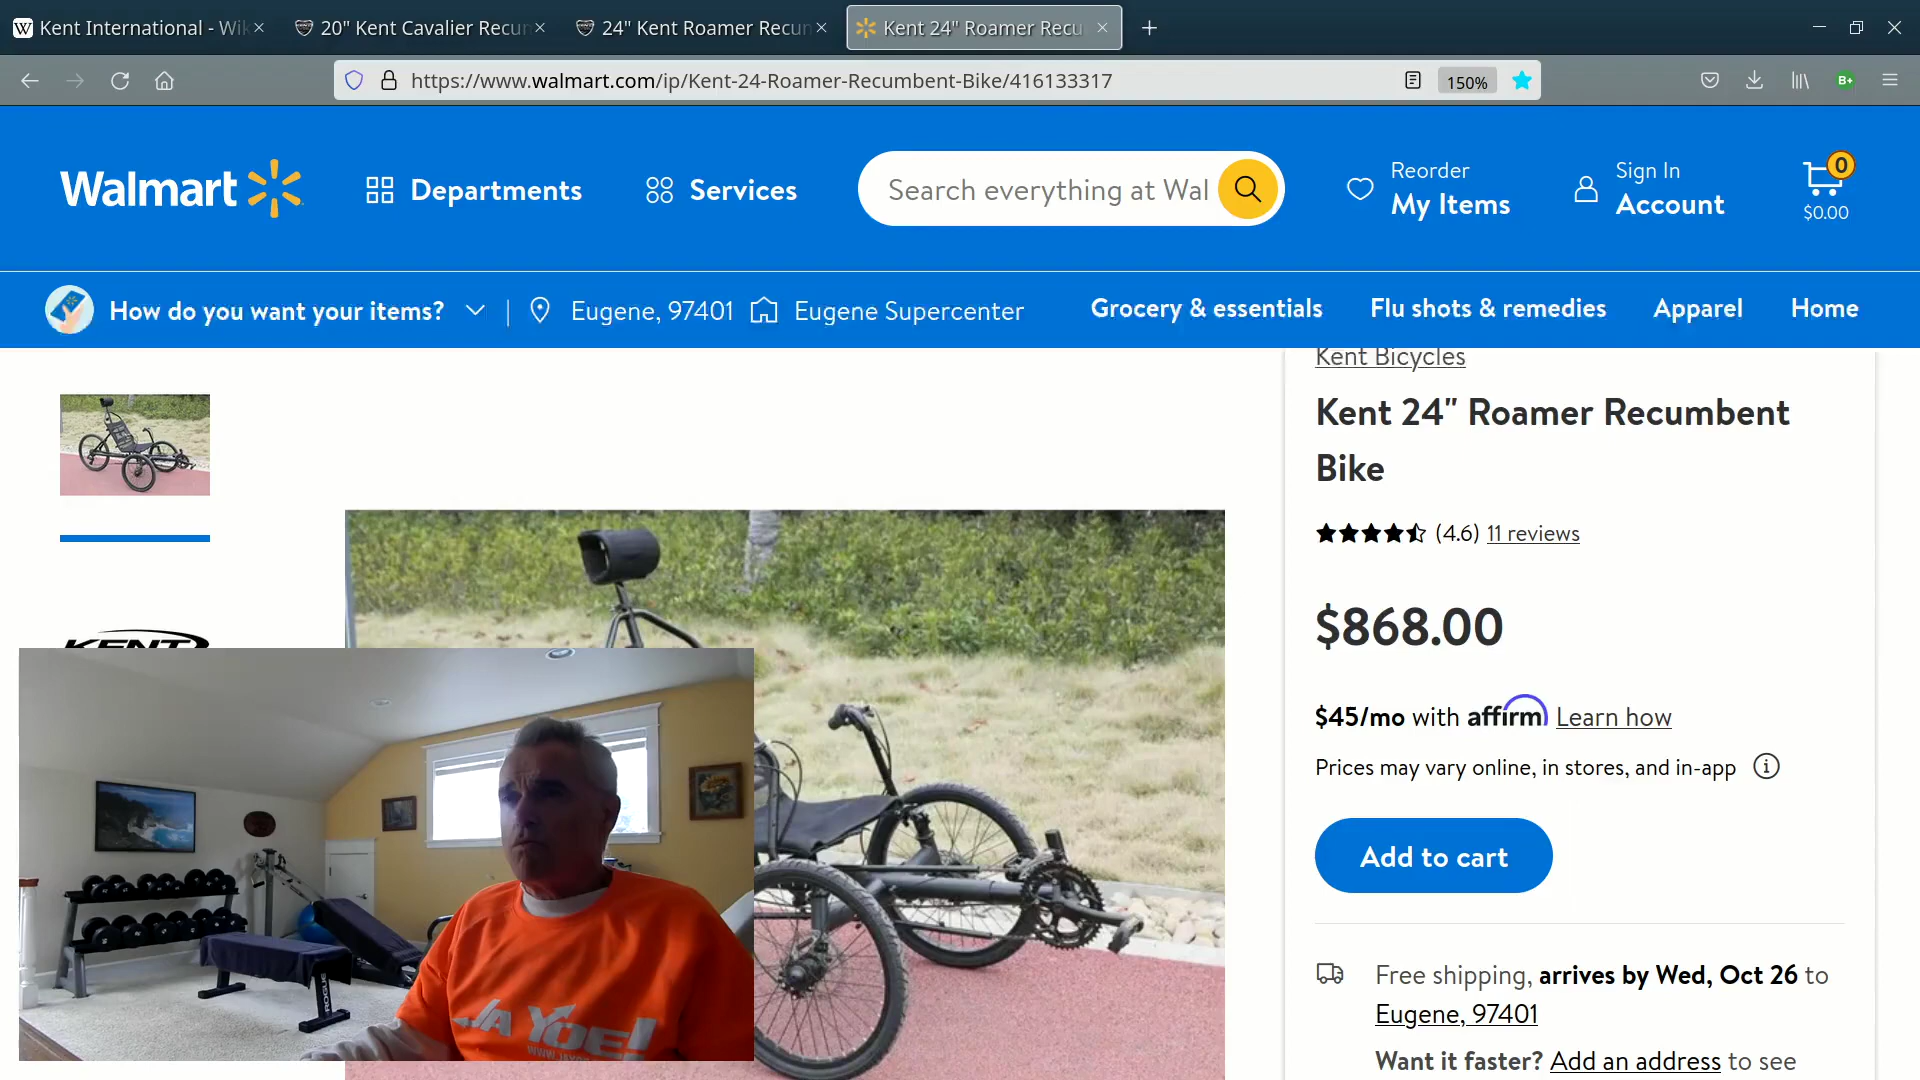 Kent International - Wik
20" Kent Cavalier Recun
24" Kent Roamer Recun
Kent 24" Roamer Recu
https://www.walmart.com/ip/Kent-24-Roamer-Recumbent-Bike/416133317
150%
B+
Walmart
Departments
Services
Search everything at Wal
Reorder
My Items
Sign In
Account
0
$0.00
How do you want your items?
Eugene, 97401
Eugene Supercenter
Grocery & essentials
Flu shots & remedies
Apparel
Home
Kent Bicycles
Kent 24" Roamer Recumbent
Bike
(4.6) 11 reviews
$868.00
$45/mo with affirm Learn how
Prices may vary online, in stores, and in-app
Add to cart
Free shipping, arrives by Wed, Oct 26 to
Eugene, 97401
Want it faster? Add an address to see
KENT
ROGUE
JAYOE!